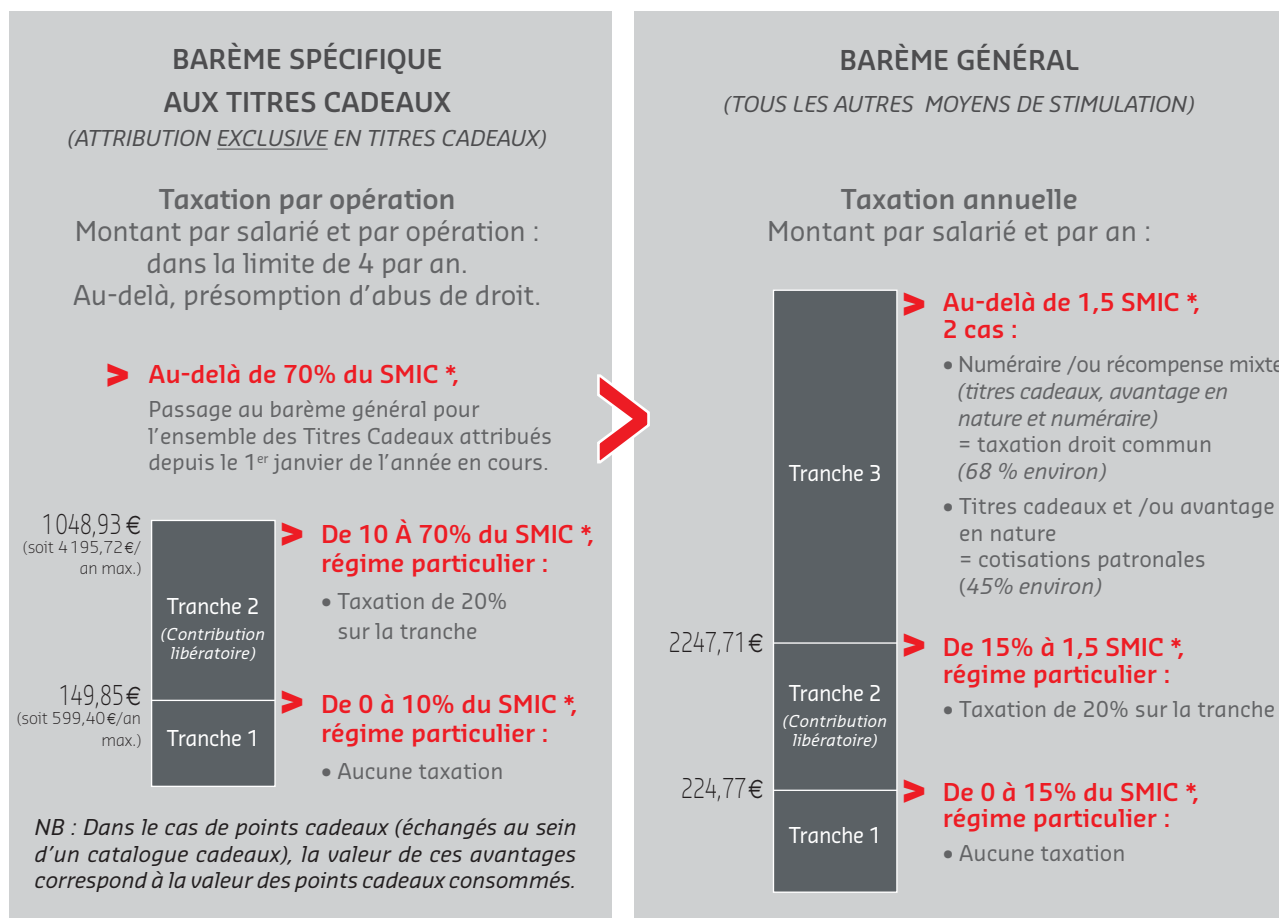 BARÈME SPÉCIFIQUE
AUX TITRES CADEAUX
(ATTRIBUTION EXCLUSIVE EN TITRES CADEAUX)
Taxation par opération
Montant par salarié et par opération :
dans la limite de 4 par an.
Au-delà, présomption d’abus de droit.
> Au-delà de 70% du SMIC *,
Passage au barème général pour
l’ensemble des Titres Cadeaux attribués
depuis le 1er janvier de l’année en cours.
1048,93 €
(soit 4195,72€/
an max.)
Tranche 2
(Contribution
libératoire)
> De 10 À 70% du SMIC *,
régime particulier :
• Taxation de 20%
sur la tranche
149,85€
(soit 599,40€/an
max.)
Tranche 1
> De 0 à 10% du SMIC *,
régime particulier :
• Aucune taxation
NB : Dans le cas de points cadeaux (échangés au sein
d’un catalogue cadeaux), la valeur de ces avantages
correspond à la valeur des points cadeaux consommés.
>
BARÈME GÉNÉRAL
(TOUS LES AUTRES MOYENS DE STIMULATION)
Taxation annuelle
Montant par salarié et par an :
Tranche 3
> Au-delà de 1,5 SMIC *,
2 cas :
• Numéraire /ou récompense mixte
(titres cadeaux, avantage en
nature et numéraire)
= taxation droit commun
(68 % environ)
• Titres cadeaux et /ou avantage
en nature
= cotisations patronales
(45% environ)
2247,71€
Tranche 2
(Contribution
libératoire)
> De 15% à 1,5 SMIC *,
régime particulier :
• Taxation de 20% sur la tranche
224,77€
Tranche 1
> De 0 à 15% du SMIC *,
régime particulier :
• Aucune taxation